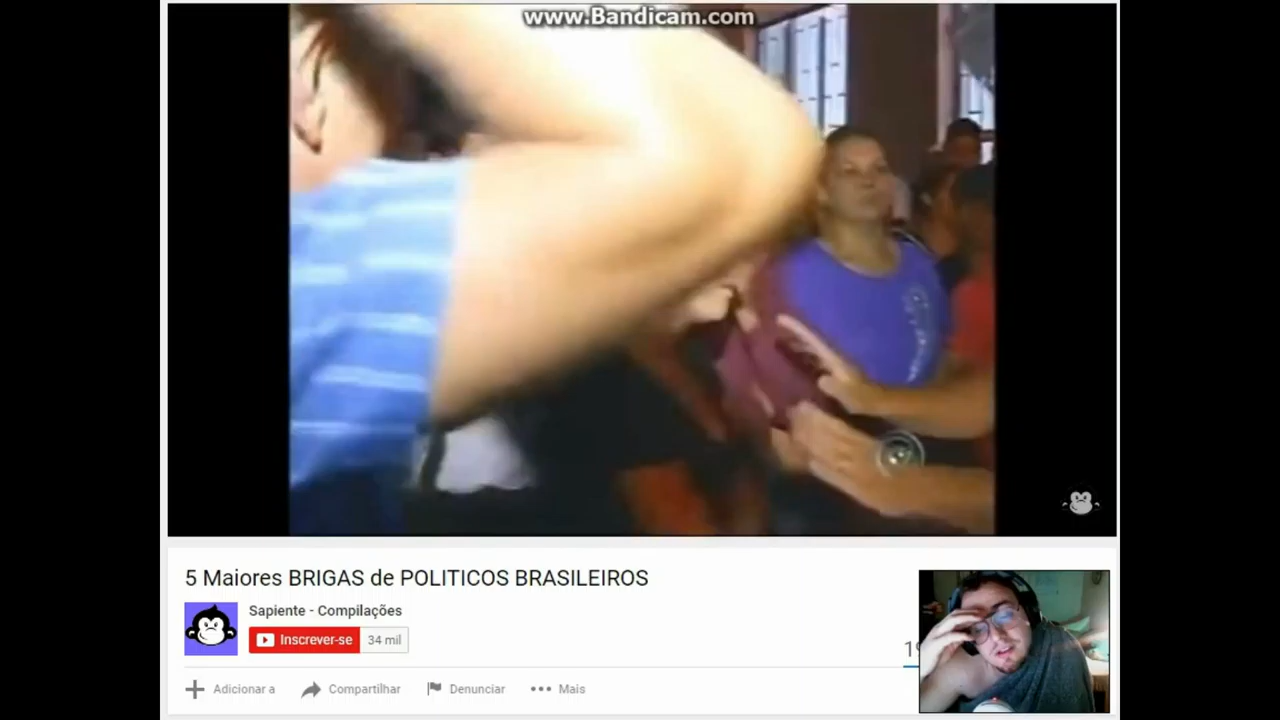 www.Bandicam.com
5 Maiores BRIGAS de POLITICOS BRASILEIROS
Sapiente - Compilações
Inscrever-se 34 mil
Adicionar a Compartilhar Denunciar Mais